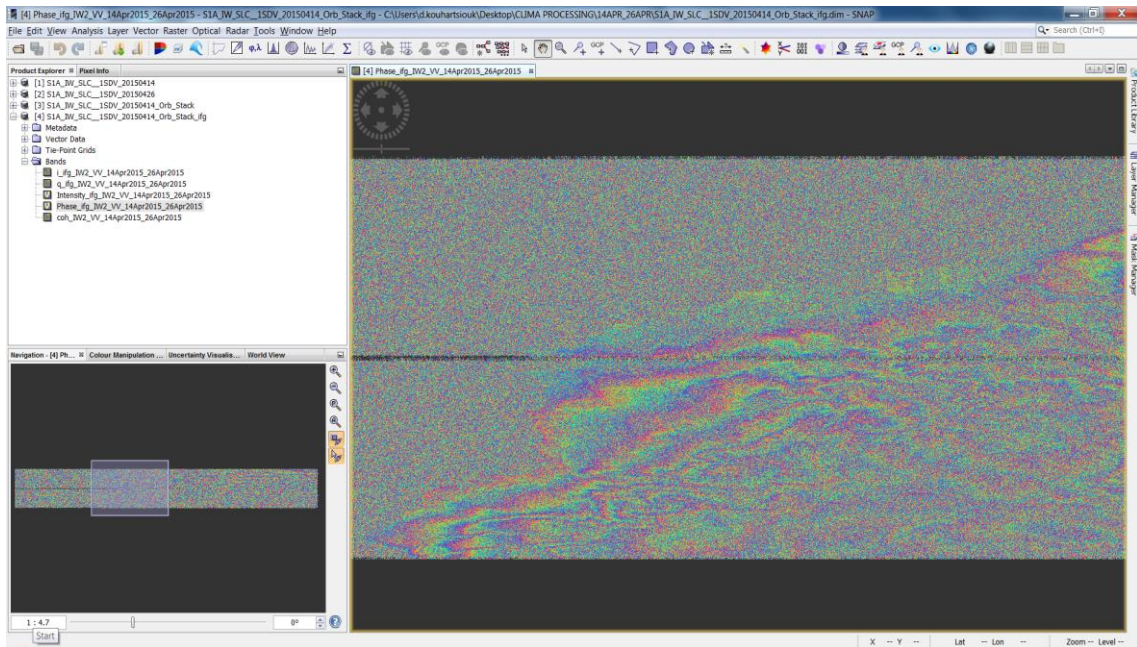 [4] Phase_ifg_IW2_VV_14Apr2015_26Apr2015 - S1A_IW_SLC__1SDV_20150414_Orb_Stack_ifg - C:\Users\d.kouhartsiouk\Desktop\CLIMA PROCESSING\14APR_26APR\S1A_IW_SLC__1SDV_20150414_Orb_Stack_ifg.dim - SNAP
File Edit View Analysis Layer Vector Raster Optical Radar Tools Window Help
Search (Ctrl+I)
Product Explorer Pixel Info
[4] Phase_ifg_IW2_VV_14Apr2015_26Apr2015
[1] S1A_IW_SLC__1SDV_20150414
[2] S1A_IW_SLC__1SDV_20150426
[3] S1A_IW_SLC__1SDV_20150414_Orb_Stack
[4] S1A_IW_SLC__1SDV_20150414_Orb_Stack_ifg
Metadata
Vector Data
Tie-Point Grids
Bands
i_ifg_IW2_VV_14Apr2015_26Apr2015
q_ifg_IW2_VV_14Apr2015_26Apr2015
Intensity_ifg_IW2_VV_14Apr2015_26Apr2015
Phase_ifg_IW2_VV_14Apr2015_26Apr2015
coh_IW2_VV_14Apr2015_26Apr2015
Product Library
Layer Manager
Mask Manager
Navigation - [4] Ph... Colour Manipulation ... Uncertainty Visualis... World View
1 : 4.7
0°
Start
X -- Y -- Lat -- Lon -- Zoom -- Level --